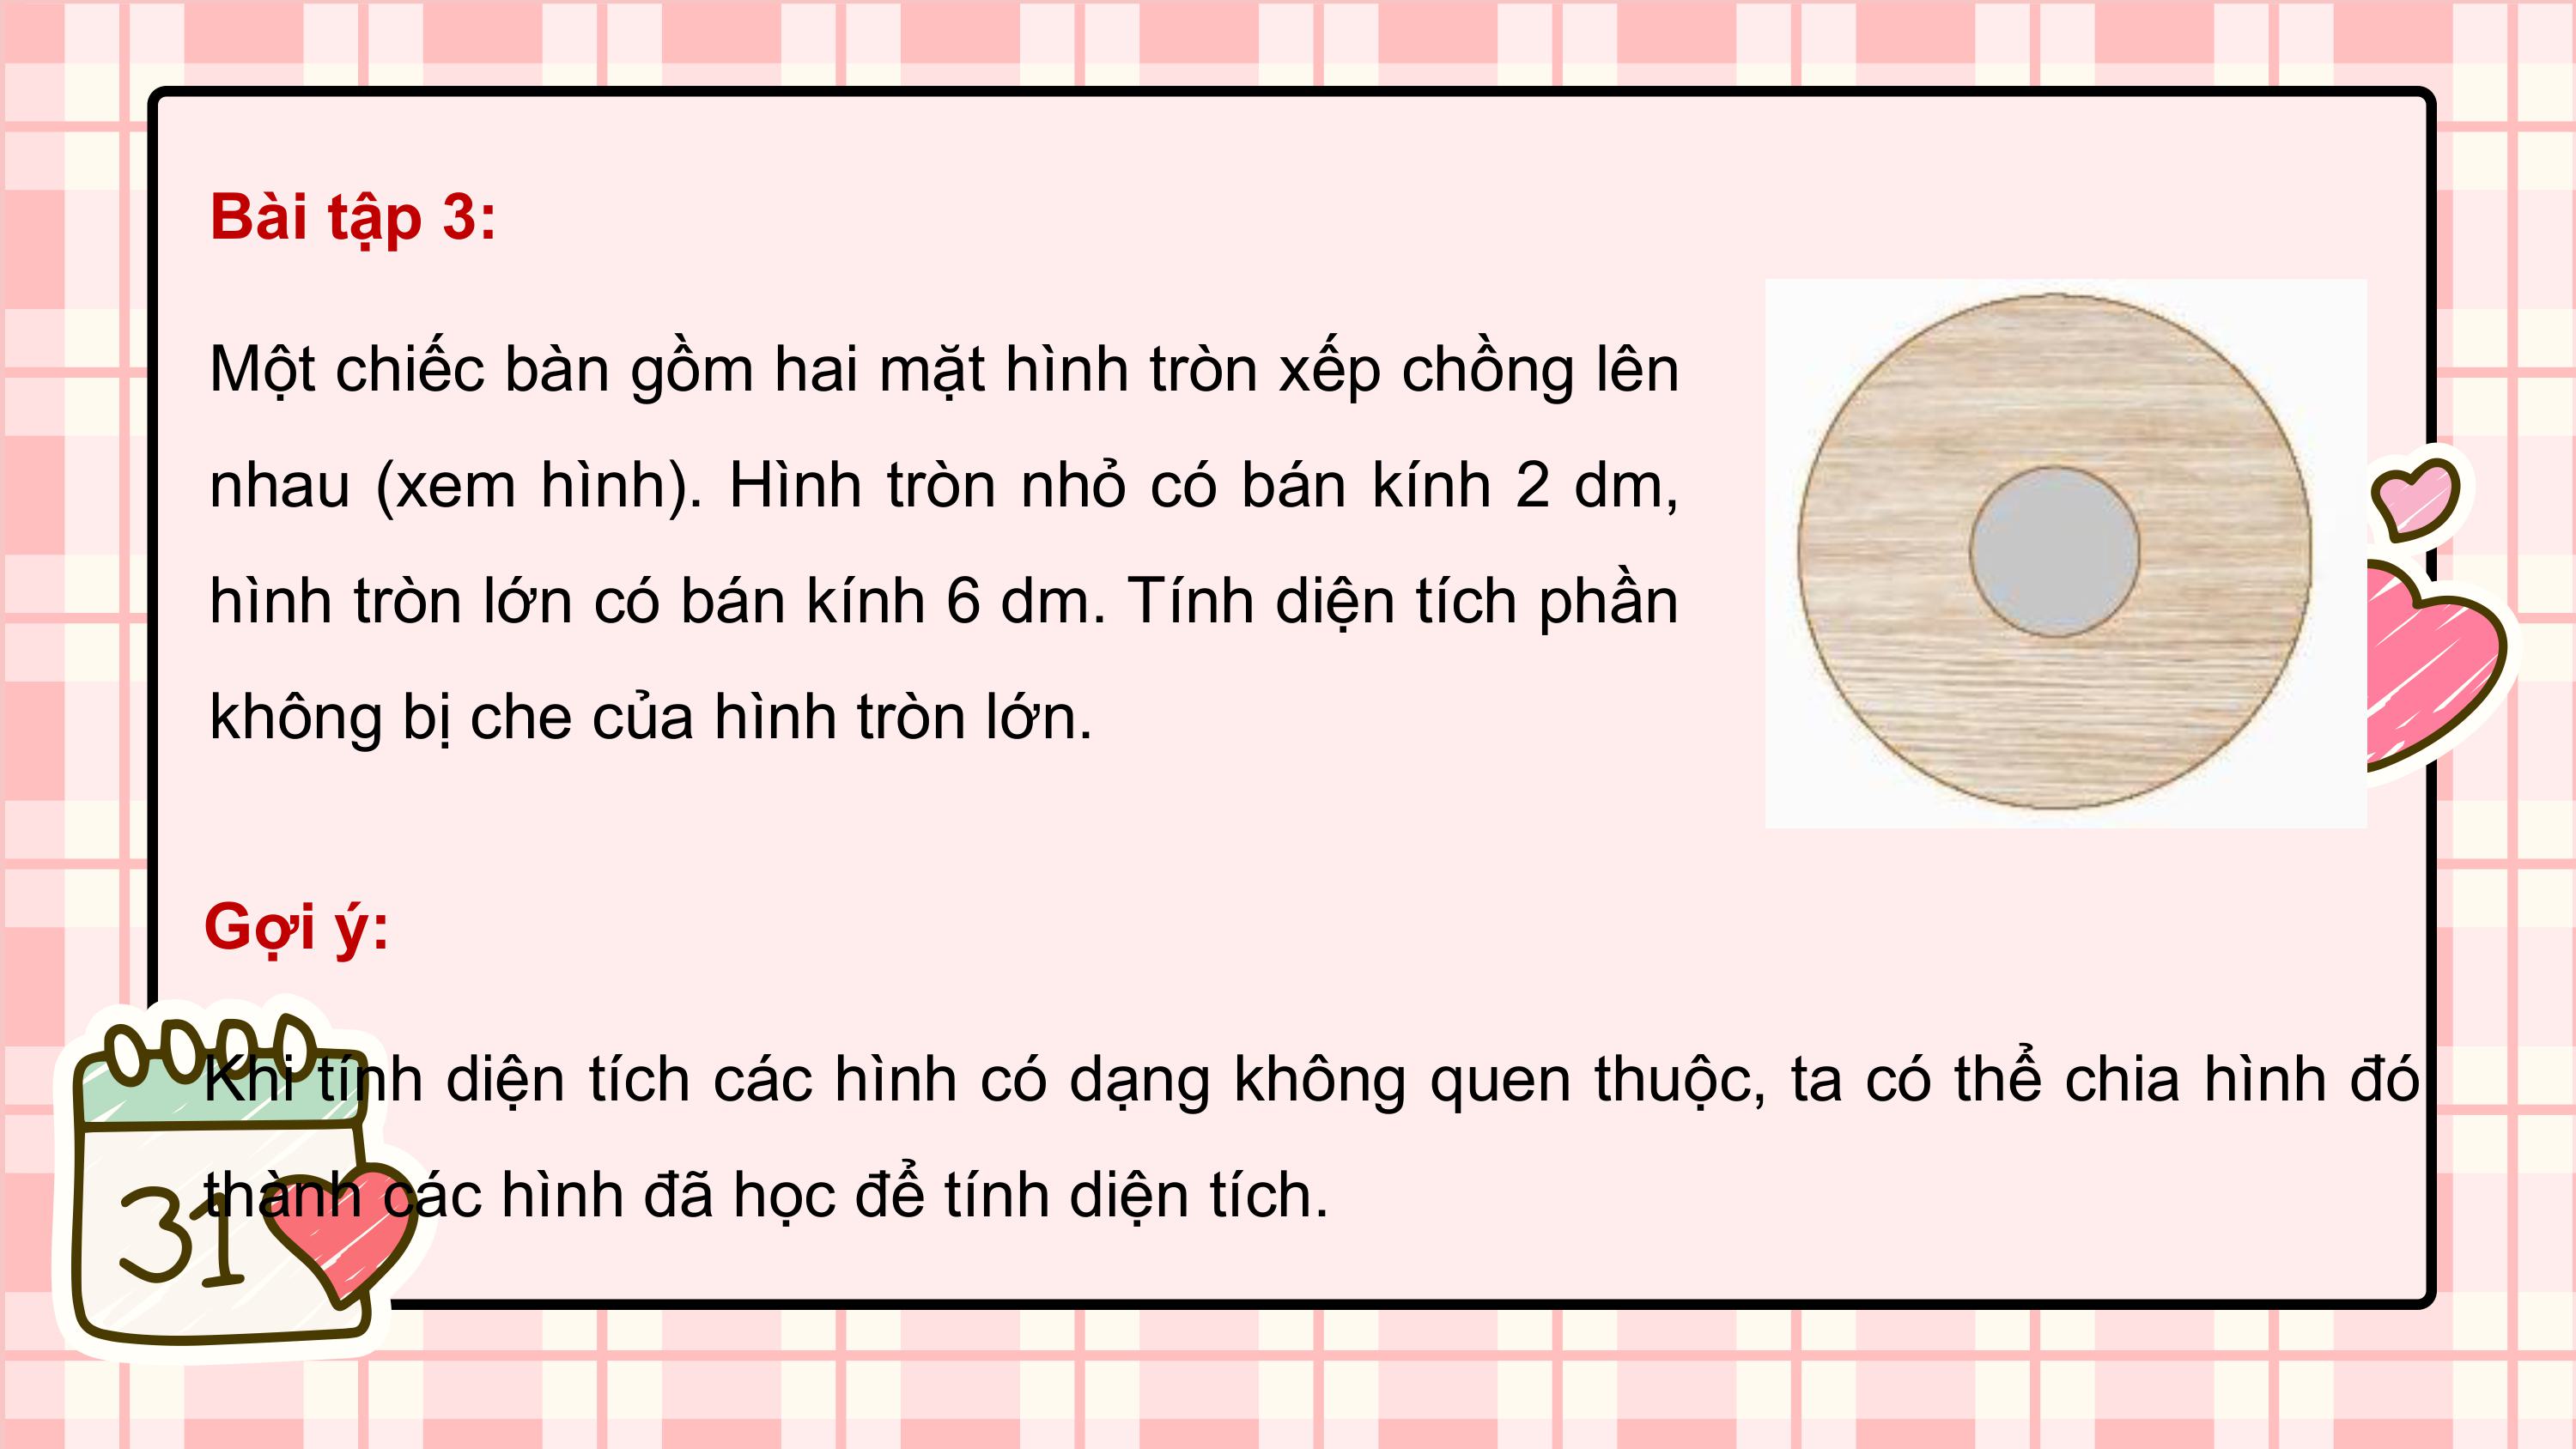 Bài tập 3:
Một chiếc bàn gồm hai mặt hình tròn xếp chồng lên
nhau (xem hình). Hình tròn nhỏ có bán kính 2 dm,
hình tròn lớn có bán kính 6 dm. Tính diện tích phần
không bị che của hình tròn lớn.
Gợi ý:
Khi tính diện tích các hình có dạng không quen thuộc, ta có thể chia hình đó
thành các hình đã học để tính diện tích.
31